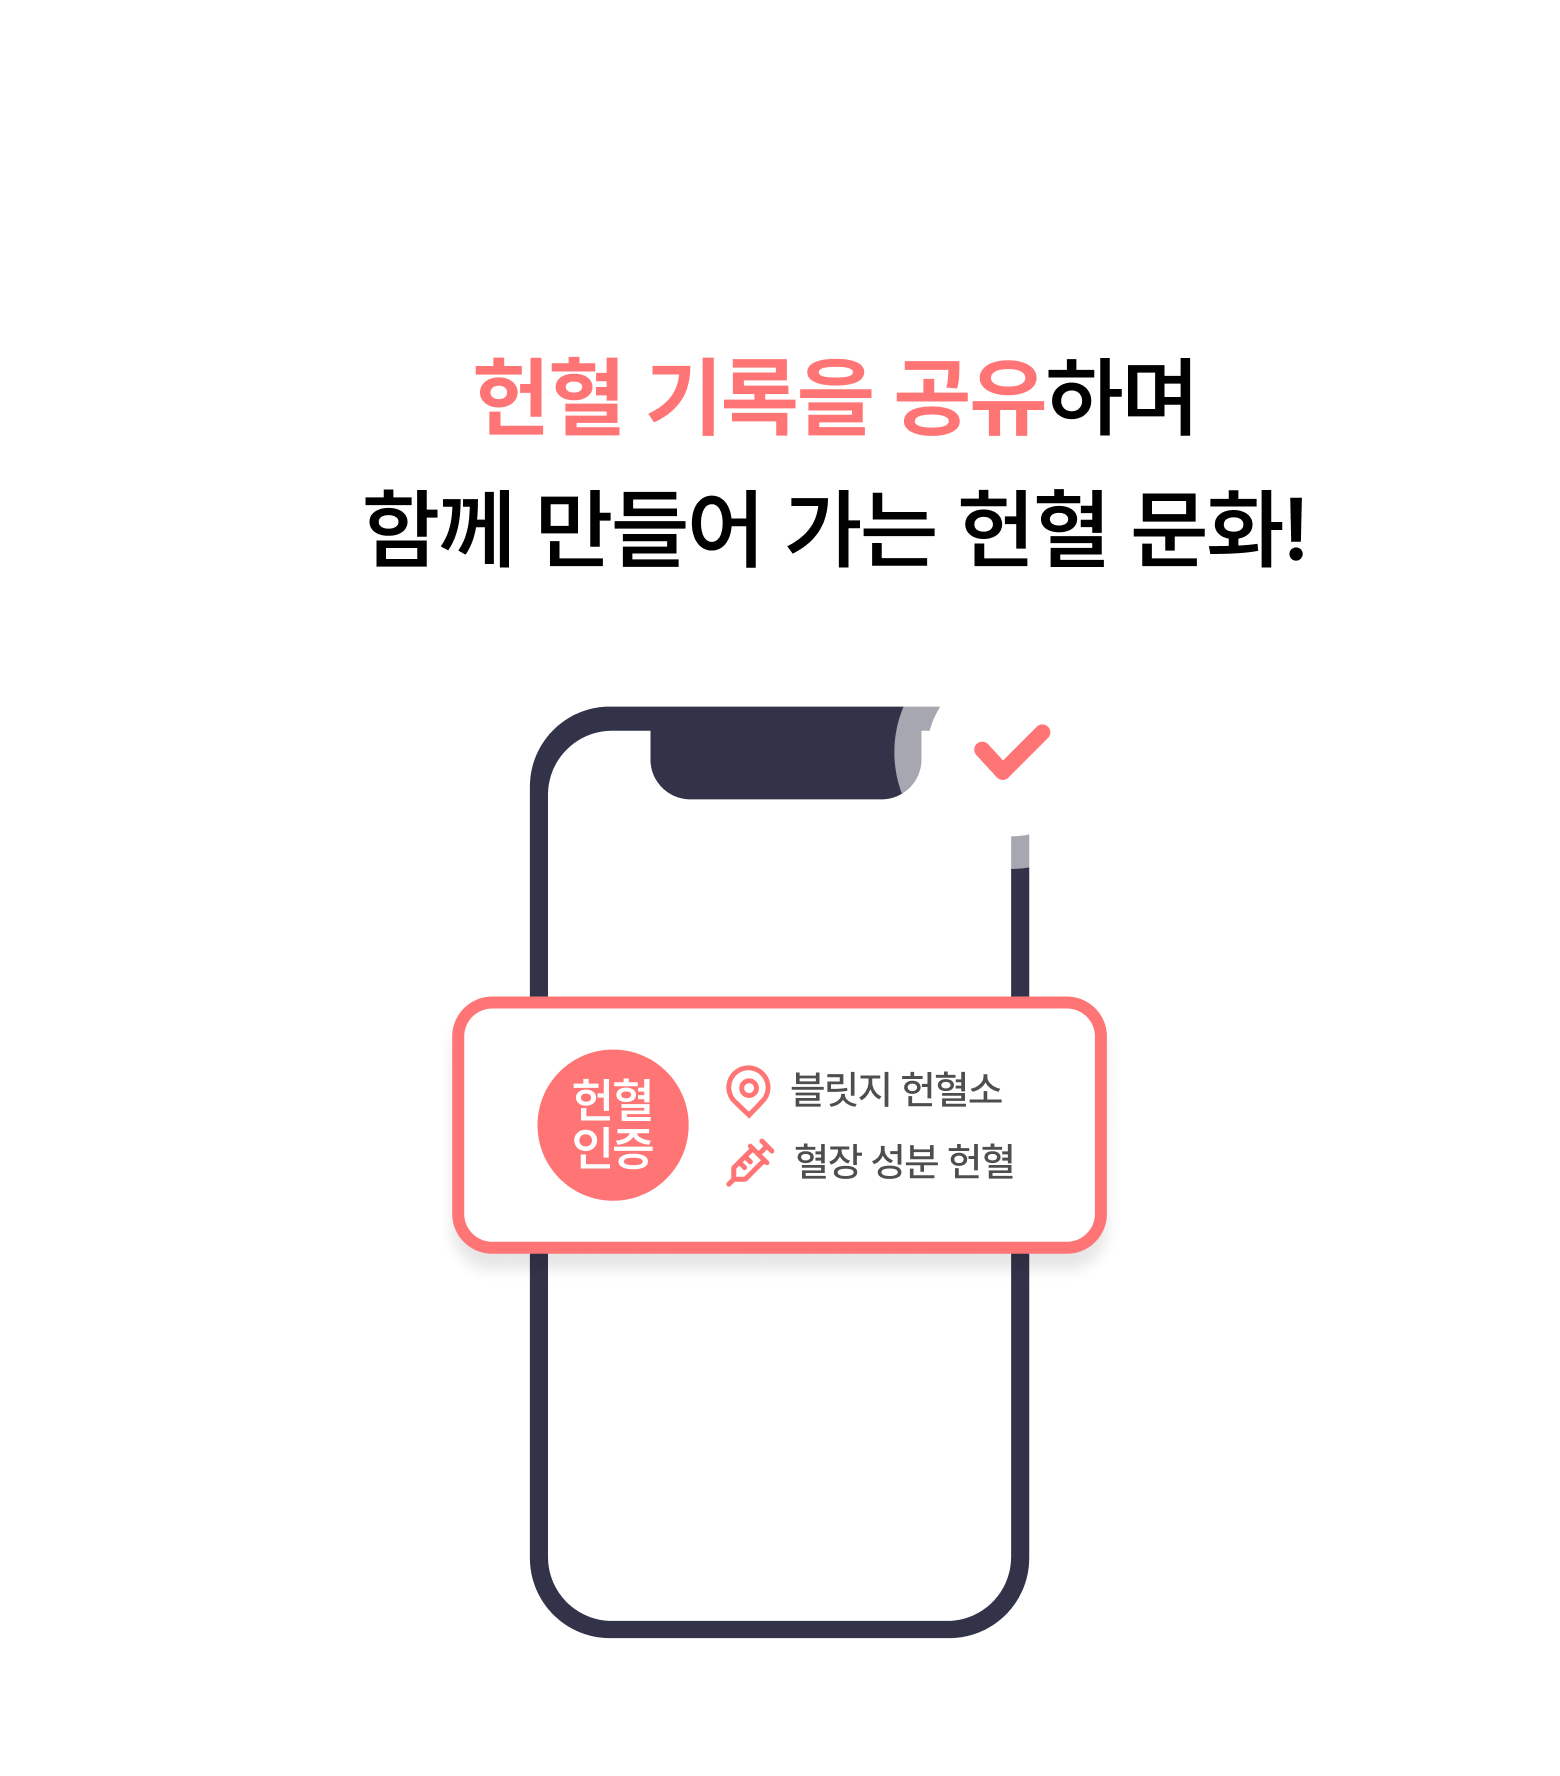 헌혈 기록을 공유하며
함께 만들어 가는 헌혈 문화!
헌혈
인증
블릿지 헌혈소
혈장 성분 헌혈